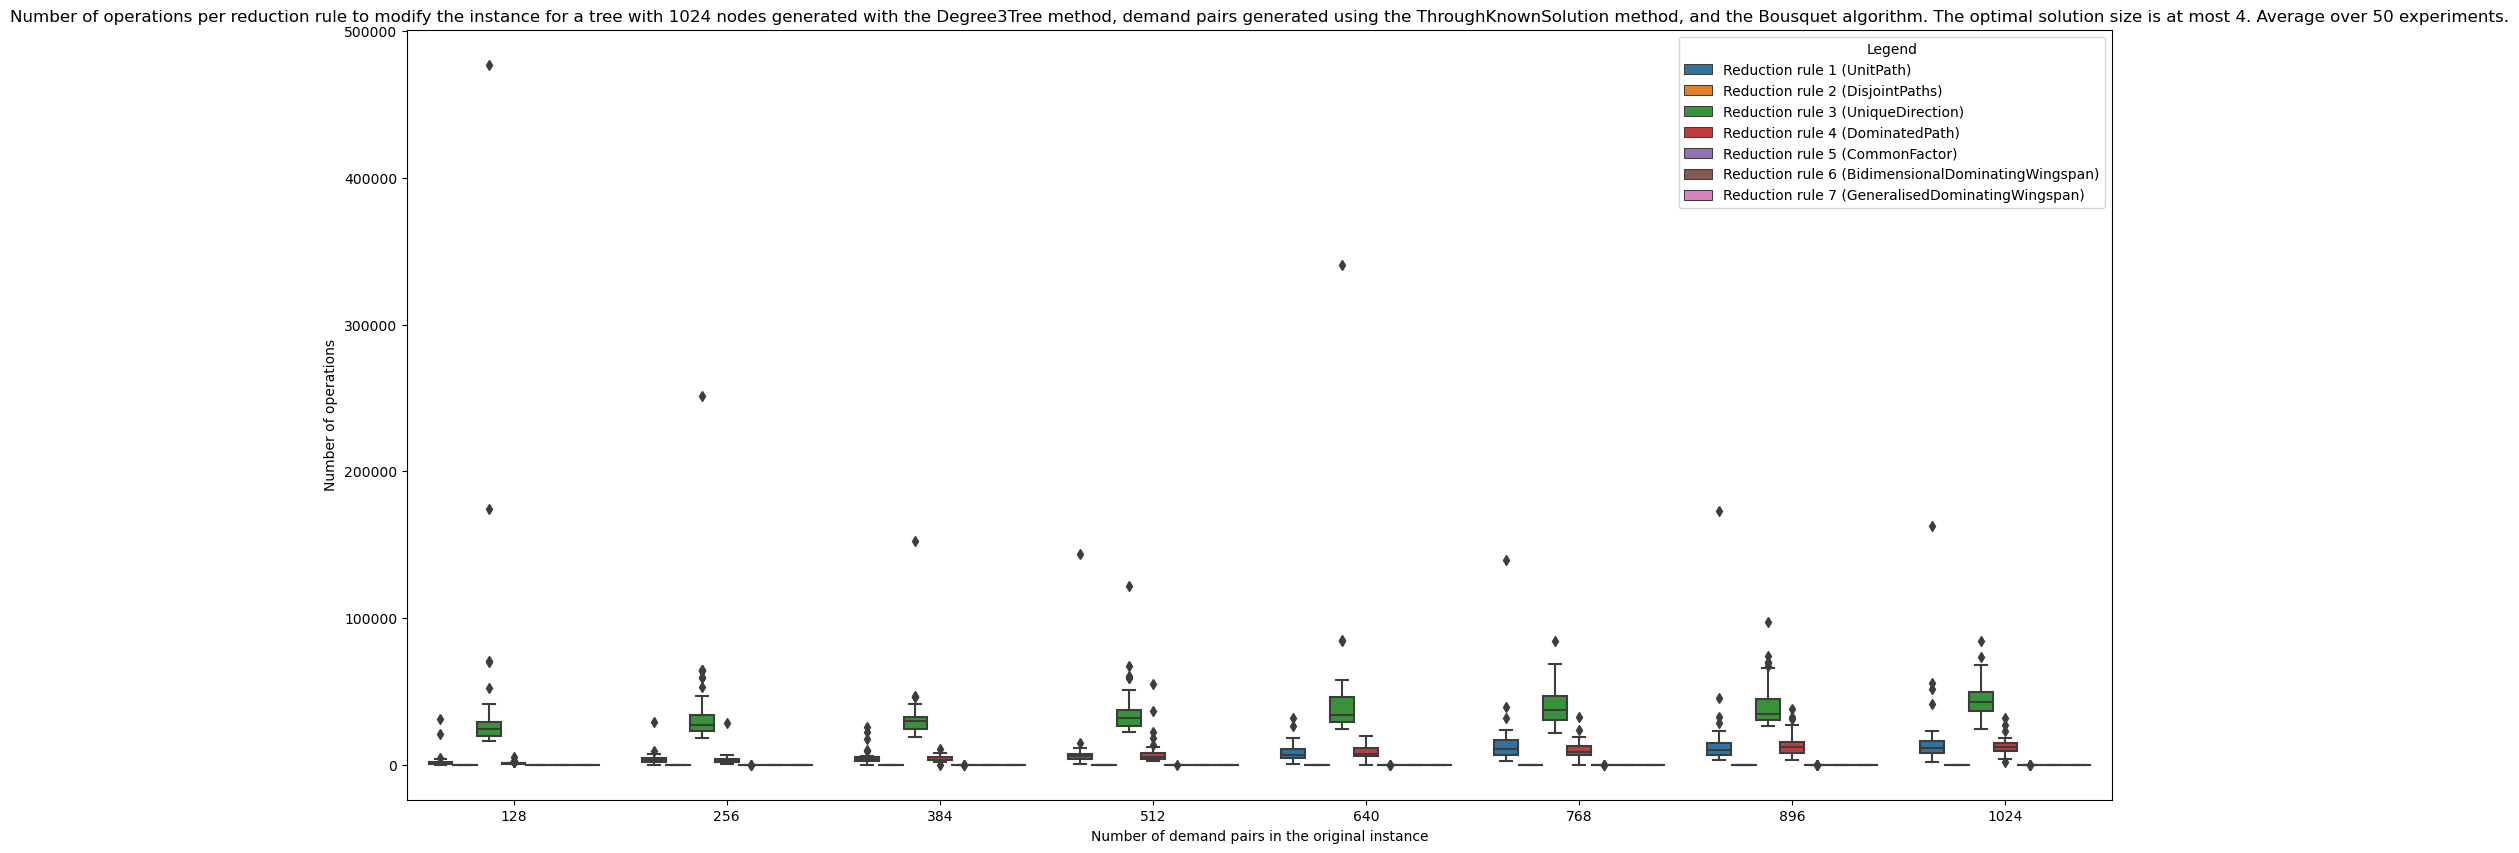 Number of operations per reduction rule to modify the instance for a tree with 1024 nodes generated with the Degree3Tree method, demand pairs generated using the ThroughKnownSolution method, and the Bousquet algorithm. The optimal solution size is at most 4. Average over 50 experiments.
Legend
Reduction rule 1 (UnitPath)
Reduction rule 2 (DisjointPaths)
Reduction rule 3 (UniqueDirection)
Reduction rule 4 (DominatedPath)
Reduction rule 5 (CommonFactor)
Reduction rule 6 (BidimensionalDominatingWingspan)
Reduction rule 7 (GeneralisedDominatingWingspan)
Number of operations
500000
400000
300000
200000
100000
0
128 256 384 512 640 768 896 1024
Number of demand pairs in the original instance